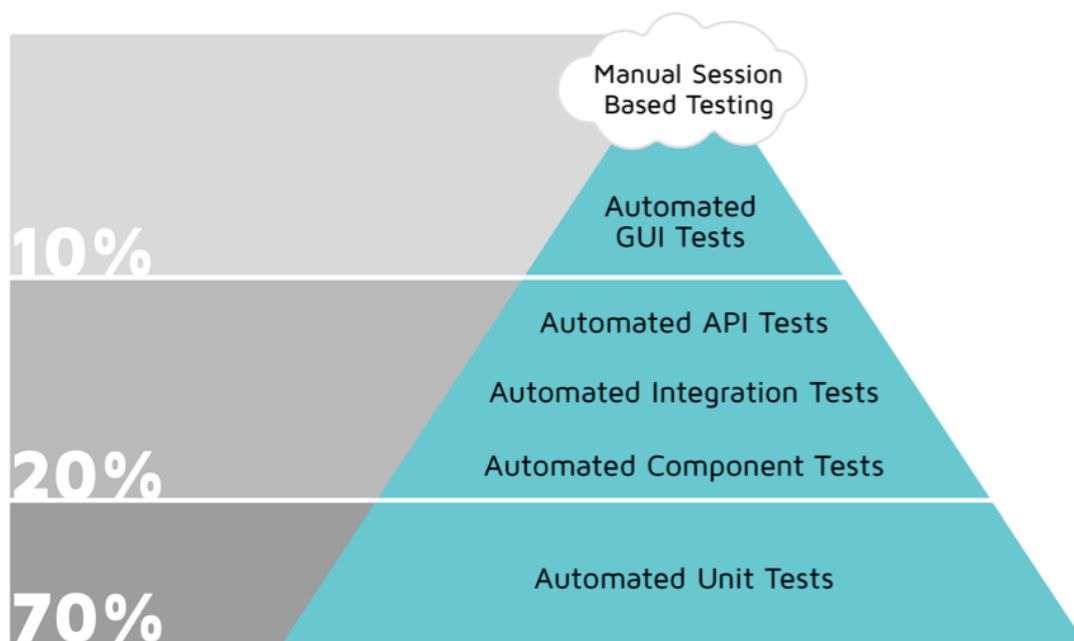 Manual Session
Based Testing
Automated
GUI Tests
10%
Automated API Tests
Automated Integration Tests
Automated Component Tests
20%
Automated Unit Tests
70%